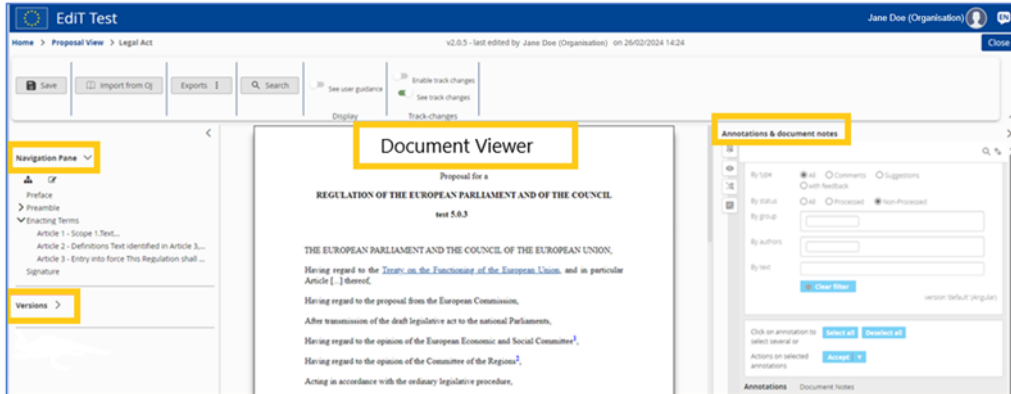 EdiT Test
Jane Doe (Organisation)
EN
Home > Proposal View > Legal Act
v2.0.5 - last edited by Jane Doe (Organisation) on 26/02/2024 14:24
Close
Save
Import from OJ
Exports
Search
See user guidance
Display
Enable track changes
See track changes
Track-changes
Navigation Pane
Preface
Preamble
Enacting Terms
Article 1 - Scope 1.Text...
Article 2 - Definitions Text identified in Article 3,...
Article 3 - Entry into force This Regulation shall ...
Signature
Versions
Document Viewer
Proposal for a
REGULATION OF THE EUROPEAN PARLIAMENT AND OF THE COUNCIL
test 5.0.3
THE EUROPEAN PARLIAMENT AND THE COUNCIL OF THE EUROPEAN UNION,
Having regard to the Treaty on the Functioning of the European Union, and in particular
Article [...] thereof,
Having regard to the proposal from the European Commission,
After transmission of the draft legislative act to the national Parliaments,
Having regard to the opinion of the European Economic and Social Committee1,
Having regard to the opinion of the Committee of the Regions2,
Acting in accordance with the ordinary legislative procedure,
Annotations & document notes
By type All Comments Suggestions
with feedback
By status All Processed Non-Processed
By group
By authors
By text
Clear filter
version 'default' (Angular)
Click on annotation to Select all Deselect all
select several or
Actions on selected Accept
annotations
Annotations Document Notes